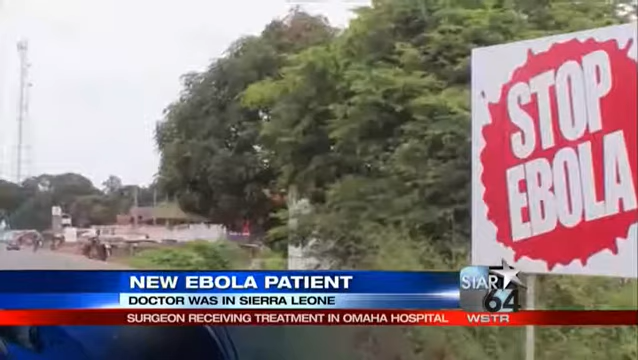 STOP
EBOLA
NEW EBOLA PATIENT
DOCTOR WAS IN SIERRA LEONE
STAR
64
SURGEON RECEIVING TREATMENT IN OMAHA HOSPITAL
WSTR